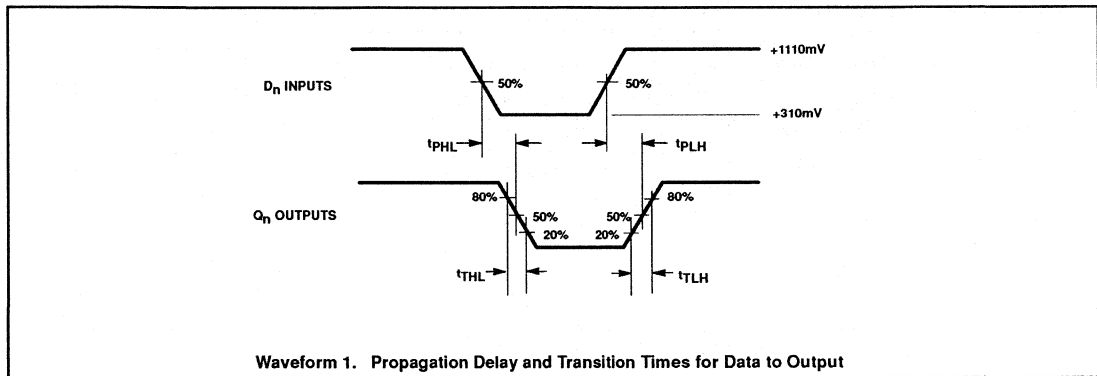 +1110mV
Dn INPUTS
50%
50%
+310mV
tPHL
tPLH
80%
80%
Qn OUTPUTS
50%
50%
20%
20%
tTHL
tTLH
Waveform 1. Propagation Delay and Transition Times for Data to Output